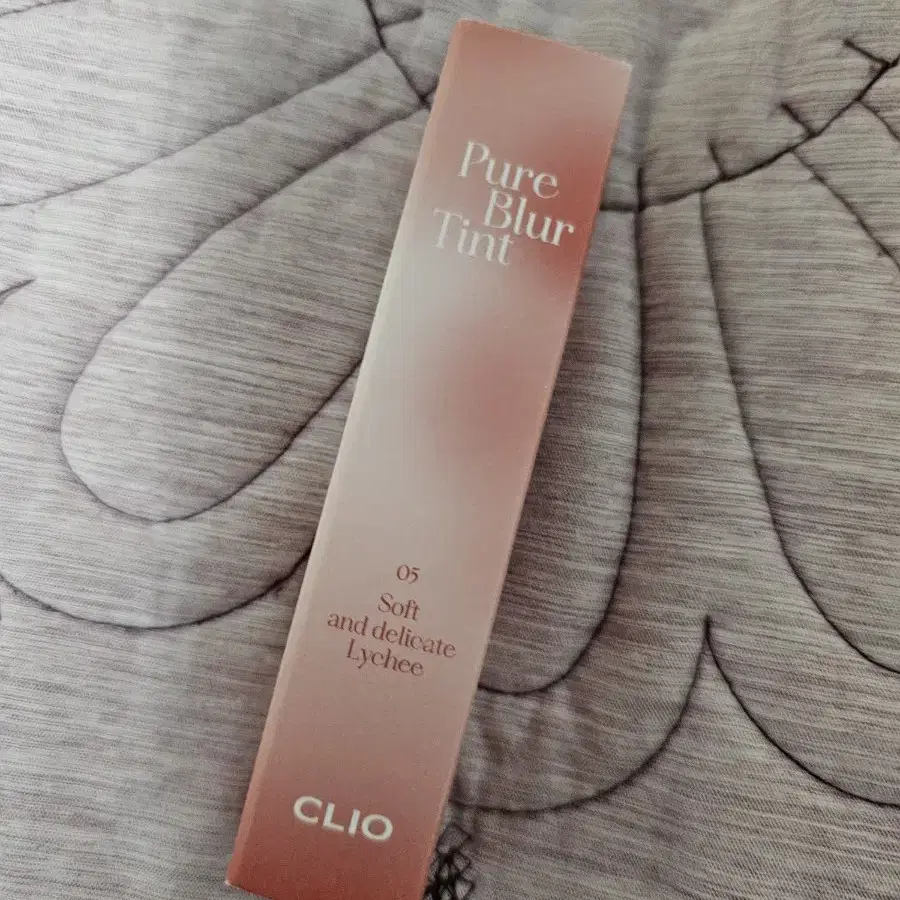 Pure
Blur
Tint
05
Soft
and delicate
Lychee
CLIO